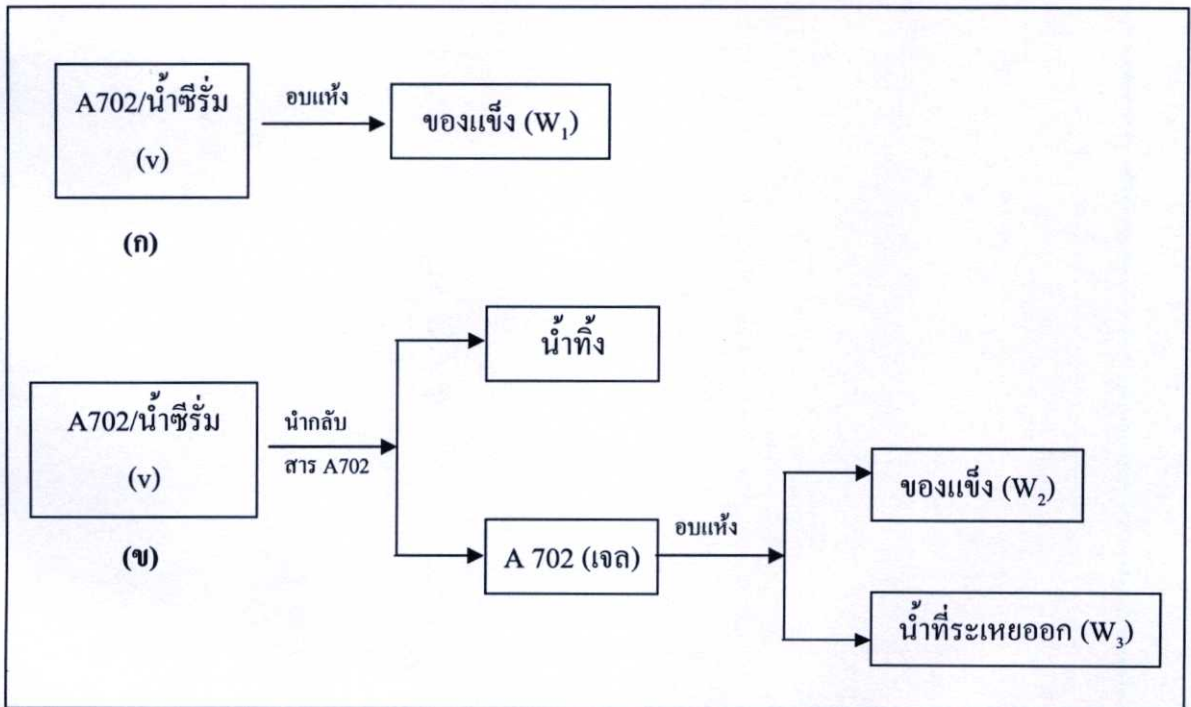 A702/น้ำซีรั่ม
(v)
อบแห้ง
ของแข็ง (W₁)
(ก)
น้ำทิ้ง
A702/น้ำซีรั่ม
(v)
นำกลับ
สาร A702
ของแข็ง (W₂)
(ข)
A 702 (เจล)
อบแห้ง
น้ำที่ระเหยออก (W₃)